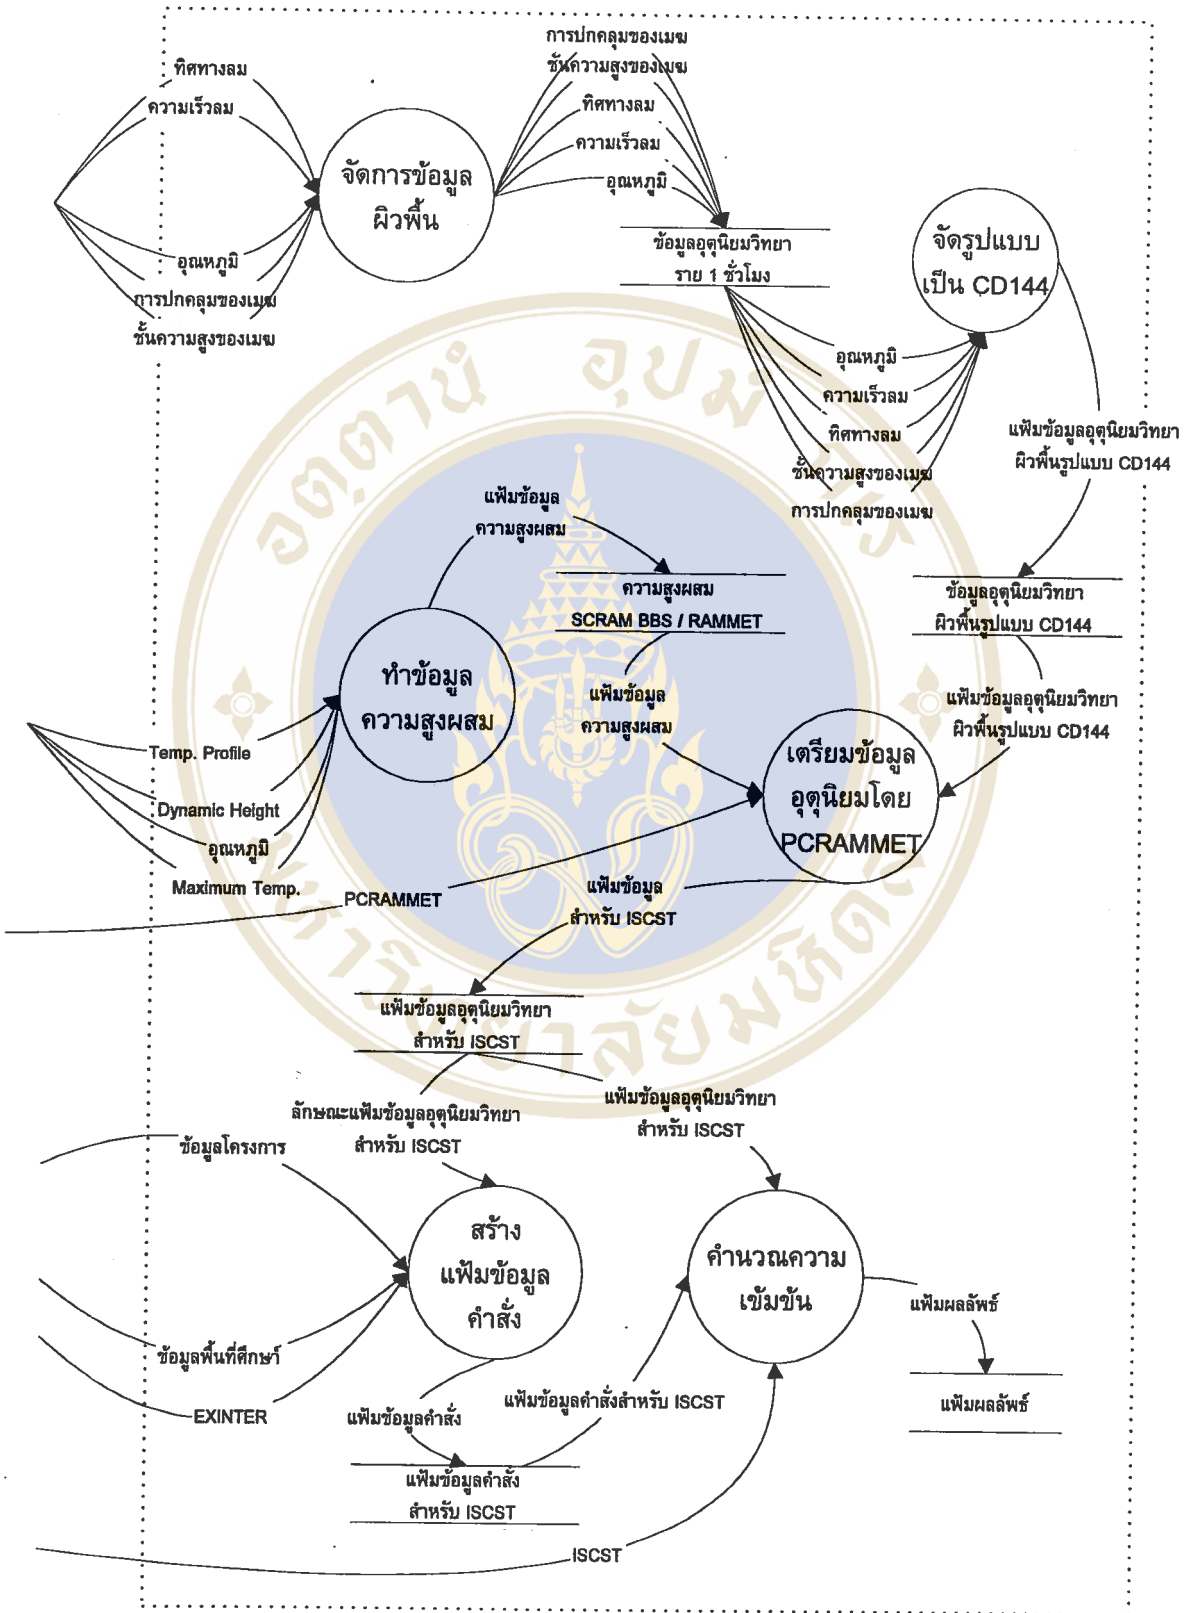 การปกคลุมของเมฆ
ชั้นความสูงของเมฆ
ทิศทางลม
ความเร็วลม
อุณหภูมิ
ทิศทางลม
ความเร็วลม
จัดการข้อมูล
ผิวพื้น
อุณหภูมิ
การปกคลุมของเมฆ
ชั้นความสูงของเมฆ
ข้อมูลอุตุนิยมวิทยา
ราย 1 ชั่วโมง
จัดรูปแบบ
เป็น CD144
อุณหภูมิ
ความเร็วลม
ทิศทางลม
ชั้นความสูงของเมฆ
การปกคลุมของเมฆ
แฟ้มข้อมูลอุตุนิยมวิทยา
ผิวพื้นรูปแบบ CD144
อตฺตานํ อุปมํ กเร
แฟ้มข้อมูล
ความสูงผสม
ความสูงผสม
SCRAM BBS / RAMMET
ข้อมูลอุตุนิยมวิทยา
ผิวพื้นรูปแบบ CD144
ทำข้อมูล
ความสูงผสม
แฟ้มข้อมูล
ความสูงผสม
แฟ้มข้อมูลอุตุนิยมวิทยา
ผิวพื้นรูปแบบ CD144
Temp. Profile
Dynamic Height
อุณหภูมิ
Maximum Temp.
เตรียมข้อมูล
อุตุนิยมโดย
PCRAMMET
PCRAMMET
แฟ้มข้อมูล
สำหรับ ISCST
มหาวิทยาลัยมหิดล
แฟ้มข้อมูลอุตุนิยมวิทยา
สำหรับ ISCST
ลักษณะแฟ้มข้อมูลอุตุนิยมวิทยา
สำหรับ ISCST
แฟ้มข้อมูลอุตุนิยมวิทยา
สำหรับ ISCST
ข้อมูลโครงการ
สร้าง
แฟ้มข้อมูล
คำสั่ง
คำนวณความ
เข้มข้น
แฟ้มผลลัพธ์
ข้อมูลพื้นที่ศึกษา
EXINTER
แฟ้มข้อมูลคำสั่ง
แฟ้มข้อมูลคำสั่งสำหรับ ISCST
แฟ้มผลลัพธ์
แฟ้มข้อมูลคำสั่ง
สำหรับ ISCST
ISCST